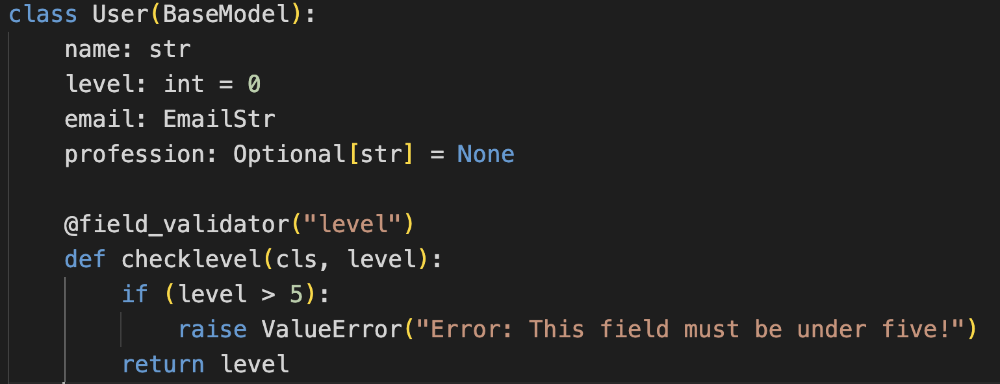 class User(BaseModel):
    name: str
    level: int = 0
    email: EmailStr
    profession: Optional[str] = None

    @field_validator("level")
    def checklevel(cls, level):
        if (level > 5):
            raise ValueError("Error: This field must be under five!")
        return level